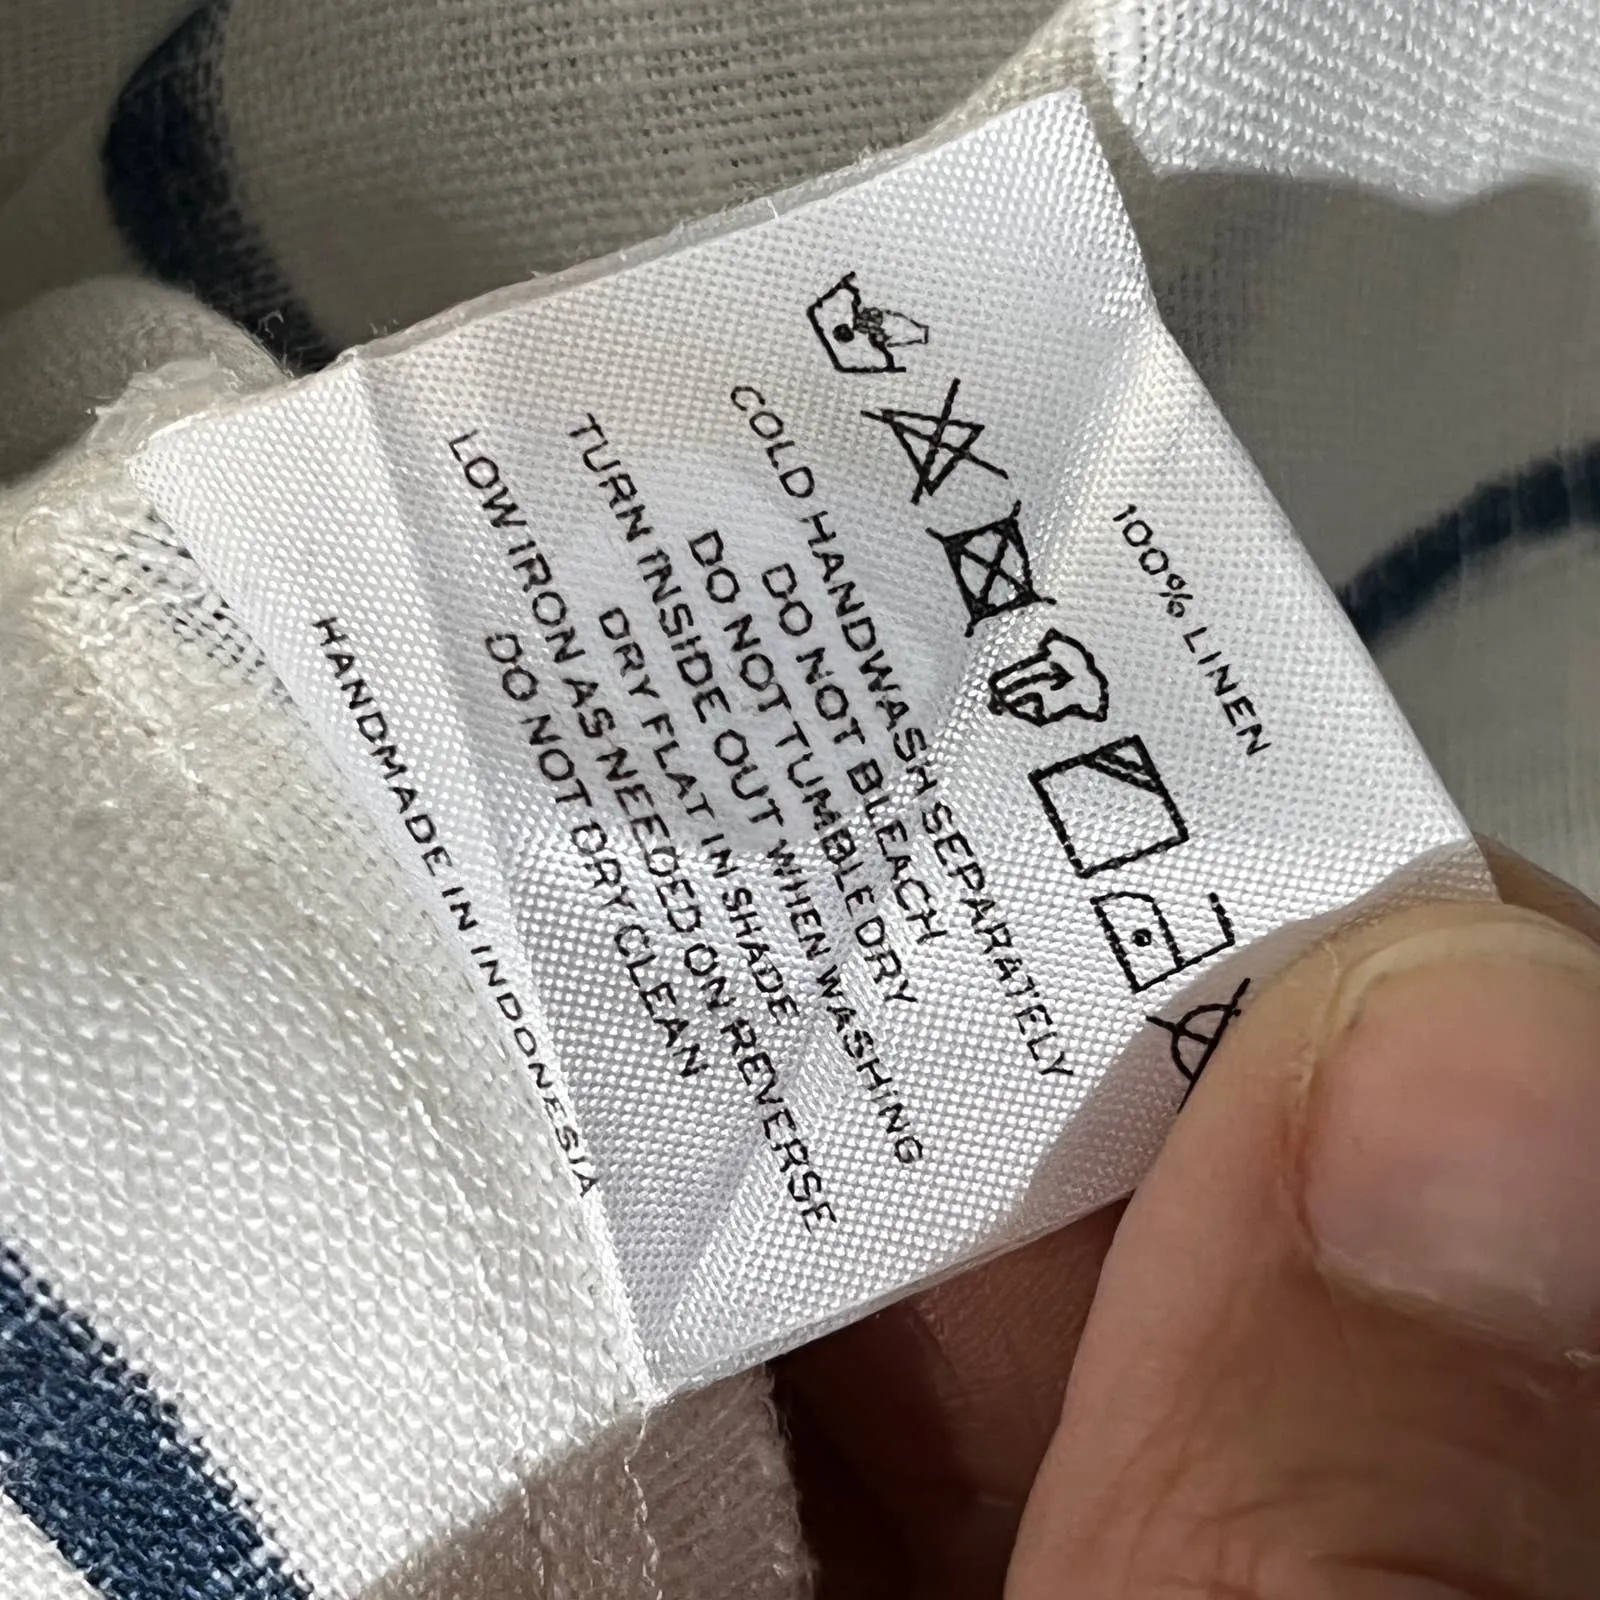 100% LINEN
COLD HANDWASH SEPARATELY
DO NOT BLEACH
DO NOT TUMBLE DRY
TURN INSIDE OUT WHEN WASHING
DRY FLAT IN SHADE
LOW IRON AS NEEDED ON REVERSE
DO NOT DRY CLEAN
HANDMADE IN INDONESIA